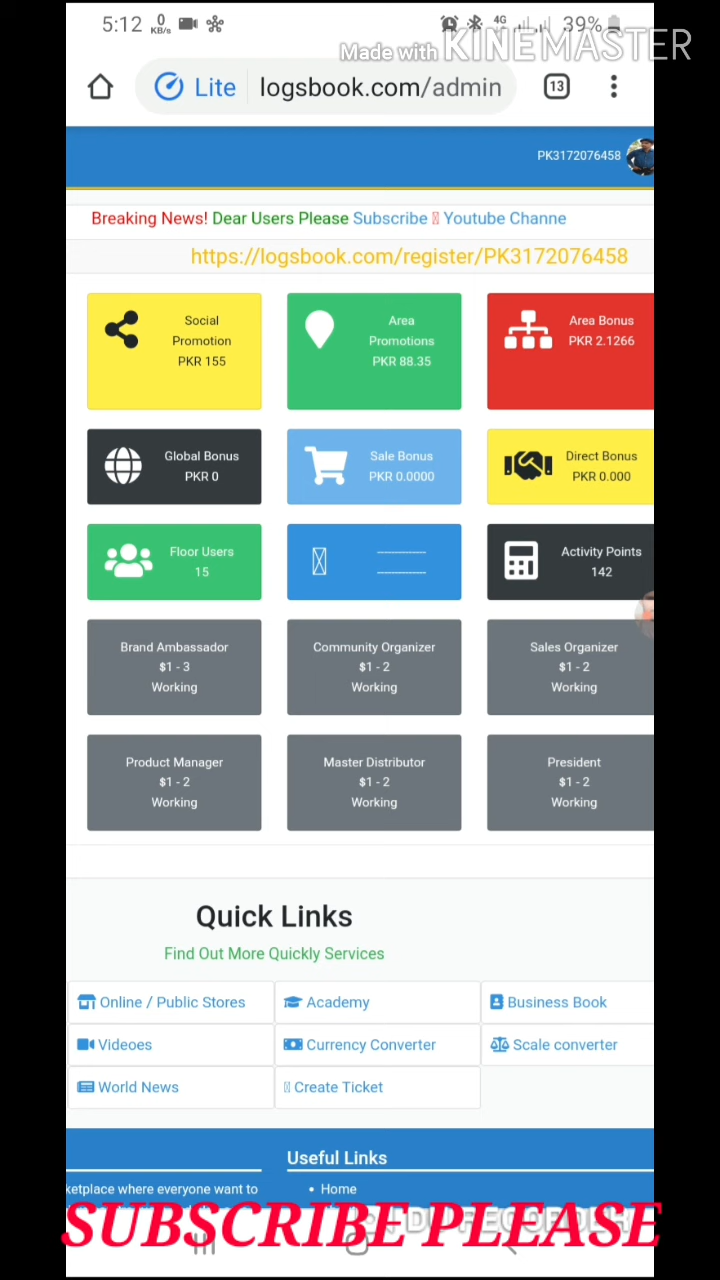 5:12 0 KB/s 4G 39%
Made with KINEMASTER
Lite logsbook.com/admin 13
PK3172076458
Breaking News! Dear Users Please Subscribe Youtube Channe
https://logsbook.com/register/PK3172076458
Social Promotion PKR 155
Area Promotions PKR 88.35
Area Bonus PKR 2.1266
Global Bonus PKR 0
Sale Bonus PKR 0.0000
Direct Bonus PKR 0.000
Floor Users 15
Activity Points 142
Brand Ambassador $1 - 3 Working
Community Organizer $1 - 2 Working
Sales Organizer $1 - 2 Working
Product Manager $1 - 2 Working
Master Distributor $1 - 2 Working
President $1 - 2 Working
Quick Links
Find Out More Quickly Services
Online / Public Stores Academy Business Book
Videoes Currency Converter Scale converter
World News Create Ticket
Useful Links
ketplace where everyone want to • Home
SUBSCRIBE PLEASE